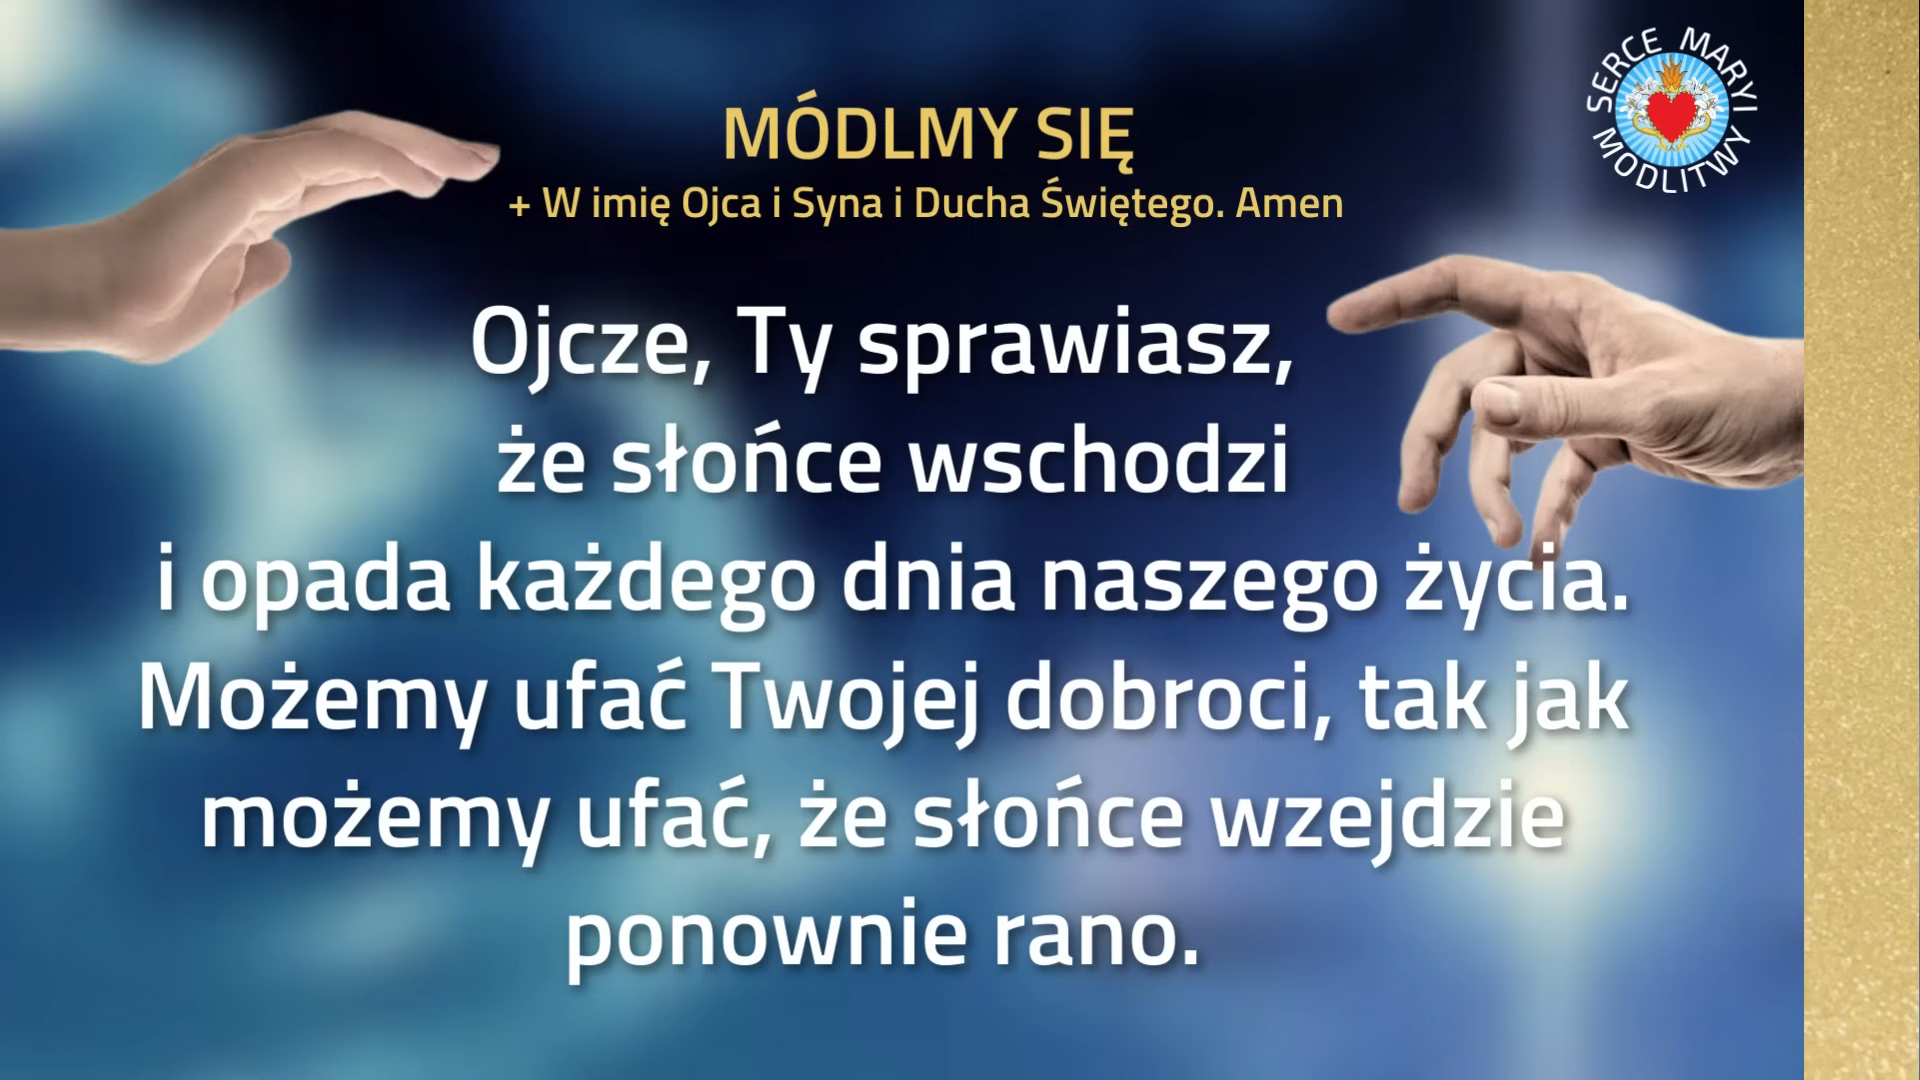 MÓDLMY SIĘ
+ W imię Ojca i Syna i Ducha Świętego. Amen
SERCE MARYI
MODLITWY
Ojcze, Ty sprawiasz,
że słońce wschodzi
i opada każdego dnia naszego życia.
Możemy ufać Twojej dobroci, tak jak
możemy ufać, że słońce wzejdzie
ponownie rano.